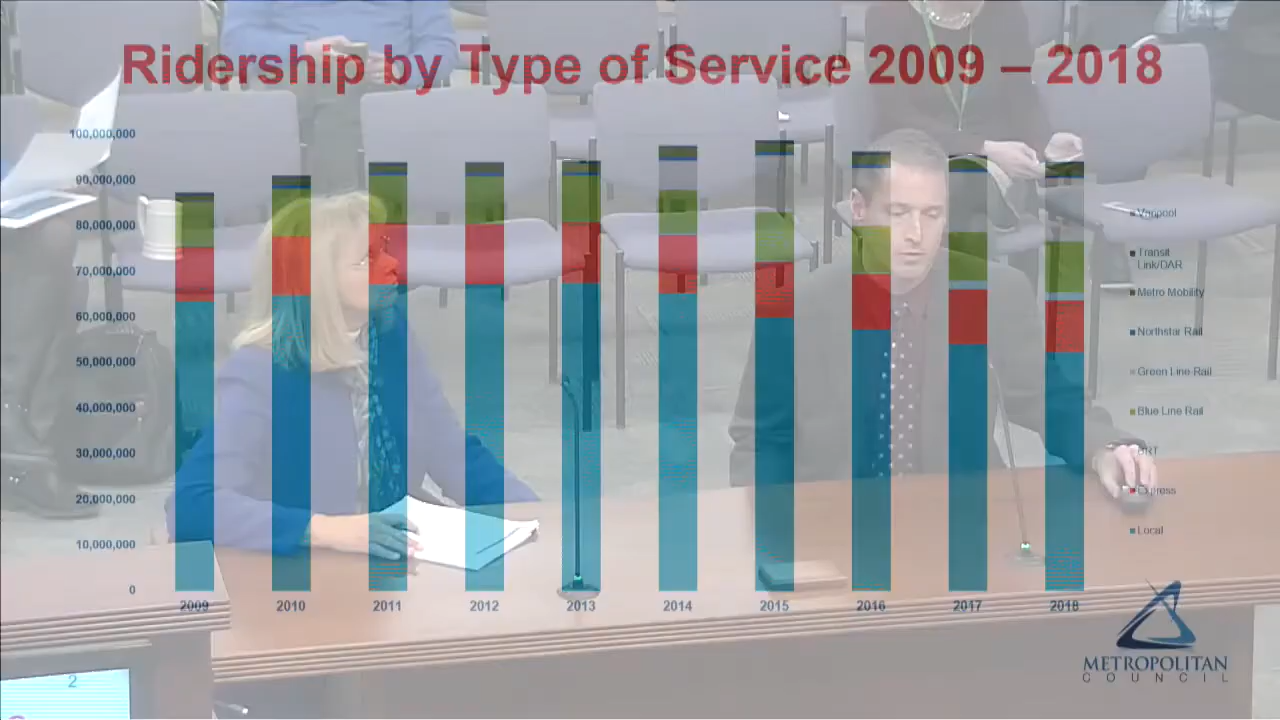 Ridership by Type of Service 2009 – 2018
100,000,000
90,000,000
80,000,000
70,000,000
60,000,000
50,000,000
40,000,000
30,000,000
20,000,000
10,000,000
0
2009
2010
2011
2012
2013
2014
2015
2016
2017
2018
Vanpool
Transit
Link/DAR
Metro Mobility
Northstar Rail
Green Line Rail
Blue Line Rail
BRT
Express
Local
METROPOLITAN
COUNCIL
2